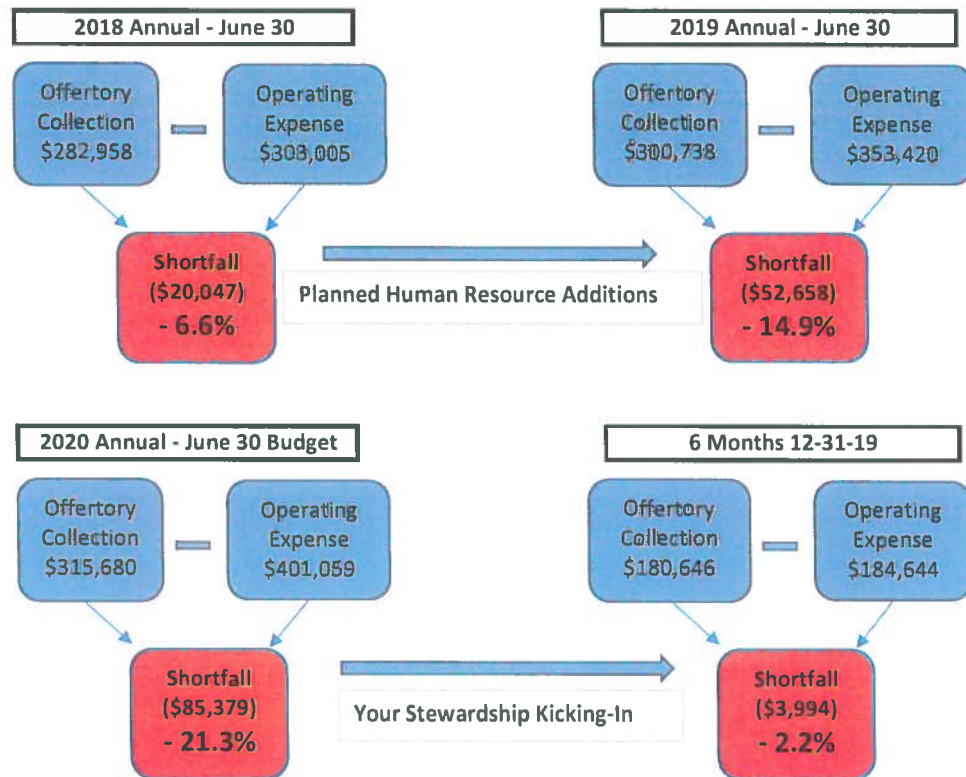 2018 Annual - June 30
2019 Annual - June 30
Offertory
Collection
$282,958
Operating
Expense
$303,005
Offertory
Collection
$300,738
Operating
Expense
$353,420
Shortfall
($20,047)
- 6.6%
Planned Human Resource Additions
Shortfall
($52,658)
- 14.9%
2020 Annual - June 30 Budget
6 Months 12-31-19
Offertory
Collection
$315,680
Operating
Expense
$401,059
Offertory
Collection
$180,646
Operating
Expense
$184,644
Shortfall
($85,379)
- 21.3%
Your Stewardship Kicking-In
Shortfall
($3,994)
- 2.2%